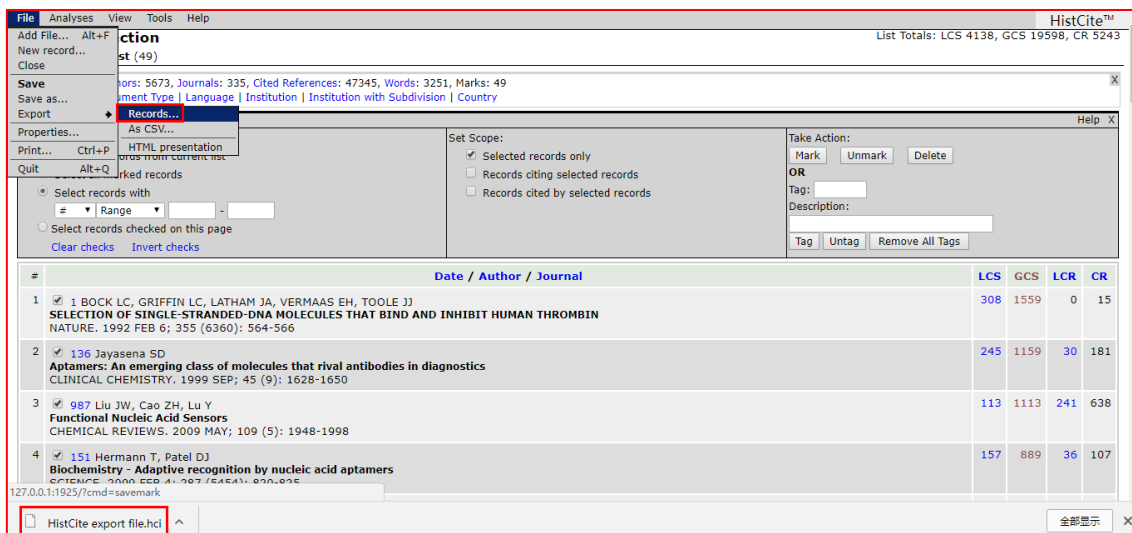 File Analyses View Tools Help HistCite™
Add File... Alt+F ction List Totals: LCS 4138, GCS 19598, CR 5243
New record... st (49)
Close
Save hors: 5673, Journals: 335, Cited References: 47345, Words: 3251, Marks: 49 X
Save as... ument Type | Language | Institution | Institution with Subdivision | Country
Export Records... Help X
Properties... As CSV...
Print... Ctrl+P HTML presentation
Quit Alt+Q
ords from current list
rked records
Select records with
# Range -
Select records checked on this page
Clear checks Invert checks
Set Scope:
Selected records only
Records citing selected records
Records cited by selected records
Take Action:
Mark Unmark Delete
OR
Tag:
Description:
Tag Untag Remove All Tags
# Date / Author / Journal LCS GCS LCR CR
1 1 BOCK LC, GRIFFIN LC, LATHAM JA, VERMAAS EH, TOOLE JJ 308 1559 0 15
SELECTION OF SINGLE-STRANDED-DNA MOLECULES THAT BIND AND INHIBIT HUMAN THROMBIN
NATURE. 1992 FEB 6; 355 (6360): 564-566
2 136 Jayasena SD 245 1159 30 181
Aptamers: An emerging class of molecules that rival antibodies in diagnostics
CLINICAL CHEMISTRY. 1999 SEP; 45 (9): 1628-1650
3 987 Liu JW, Cao ZH, Lu Y 113 1113 241 638
Functional Nucleic Acid Sensors
CHEMICAL REVIEWS. 2009 MAY; 109 (5): 1948-1998
4 151 Hermann T, Patel DJ 157 889 36 107
Biochemistry - Adaptive recognition by nucleic acid aptamers
SCIENCE. 2000 FEB 4; 287 (5454): 820-825
127.0.0.1:1925/?cmd=savemark
HistCite export file.hci 全部显示